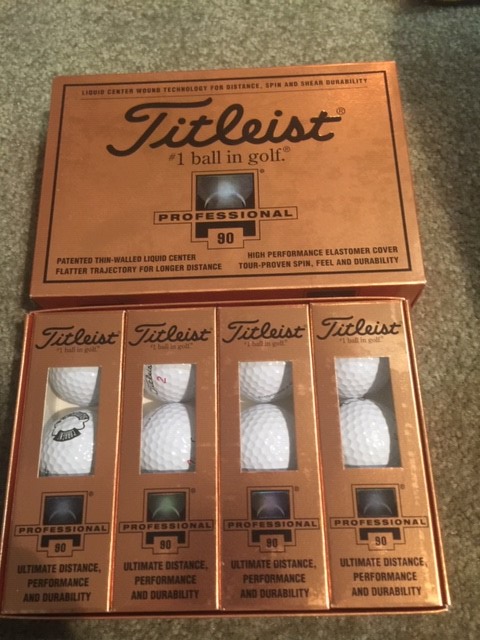 LIQUID CENTER WOUND TECHNOLOGY FOR DISTANCE, SPIN AND SHEAR DURABILITY
Titleist®
#1 ball in golf.®
®
PROFESSIONAL
90
PATENTED THIN-WALLED LIQUID CENTER
FLATTER TRAJECTORY FOR LONGER DISTANCE
HIGH PERFORMANCE ELASTOMER COVER
TOUR-PROVEN SPIN, FEEL AND DURABILITY
Titleist
#1 ball in golf.
®
PROFESSIONAL
90
ULTIMATE DISTANCE,
PERFORMANCE
AND DURABILITY
Titleist
#1 ball in golf.
2
®
PROFESSIONAL
90
ULTIMATE DISTANCE,
PERFORMANCE
AND DURABILITY
Titleist
#1 ball in golf.
®
PROFESSIONAL
90
ULTIMATE DISTANCE,
PERFORMANCE
AND DURABILITY
Titleist
#1 ball in golf.
®
PROFESSIONAL
90
ULTIMATE DISTANCE,
PERFORMANCE
AND DURABILITY